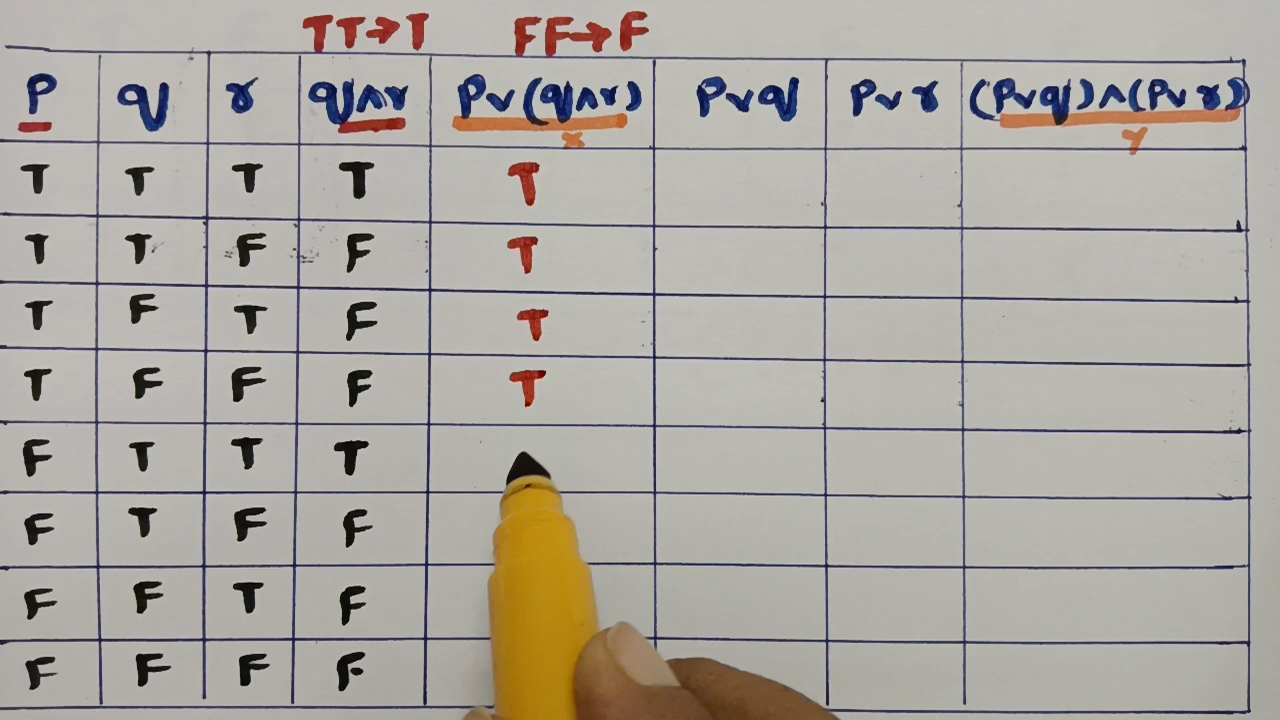 TT→T FF→F
P q r q∧r P∨(q∧r) P∨q P∨r (P∨q)∧(P∨r)
x y
T T T T T
T T F F T
T F T F T
T F F F T
F T T T
F T F F
F F T F
F F F F